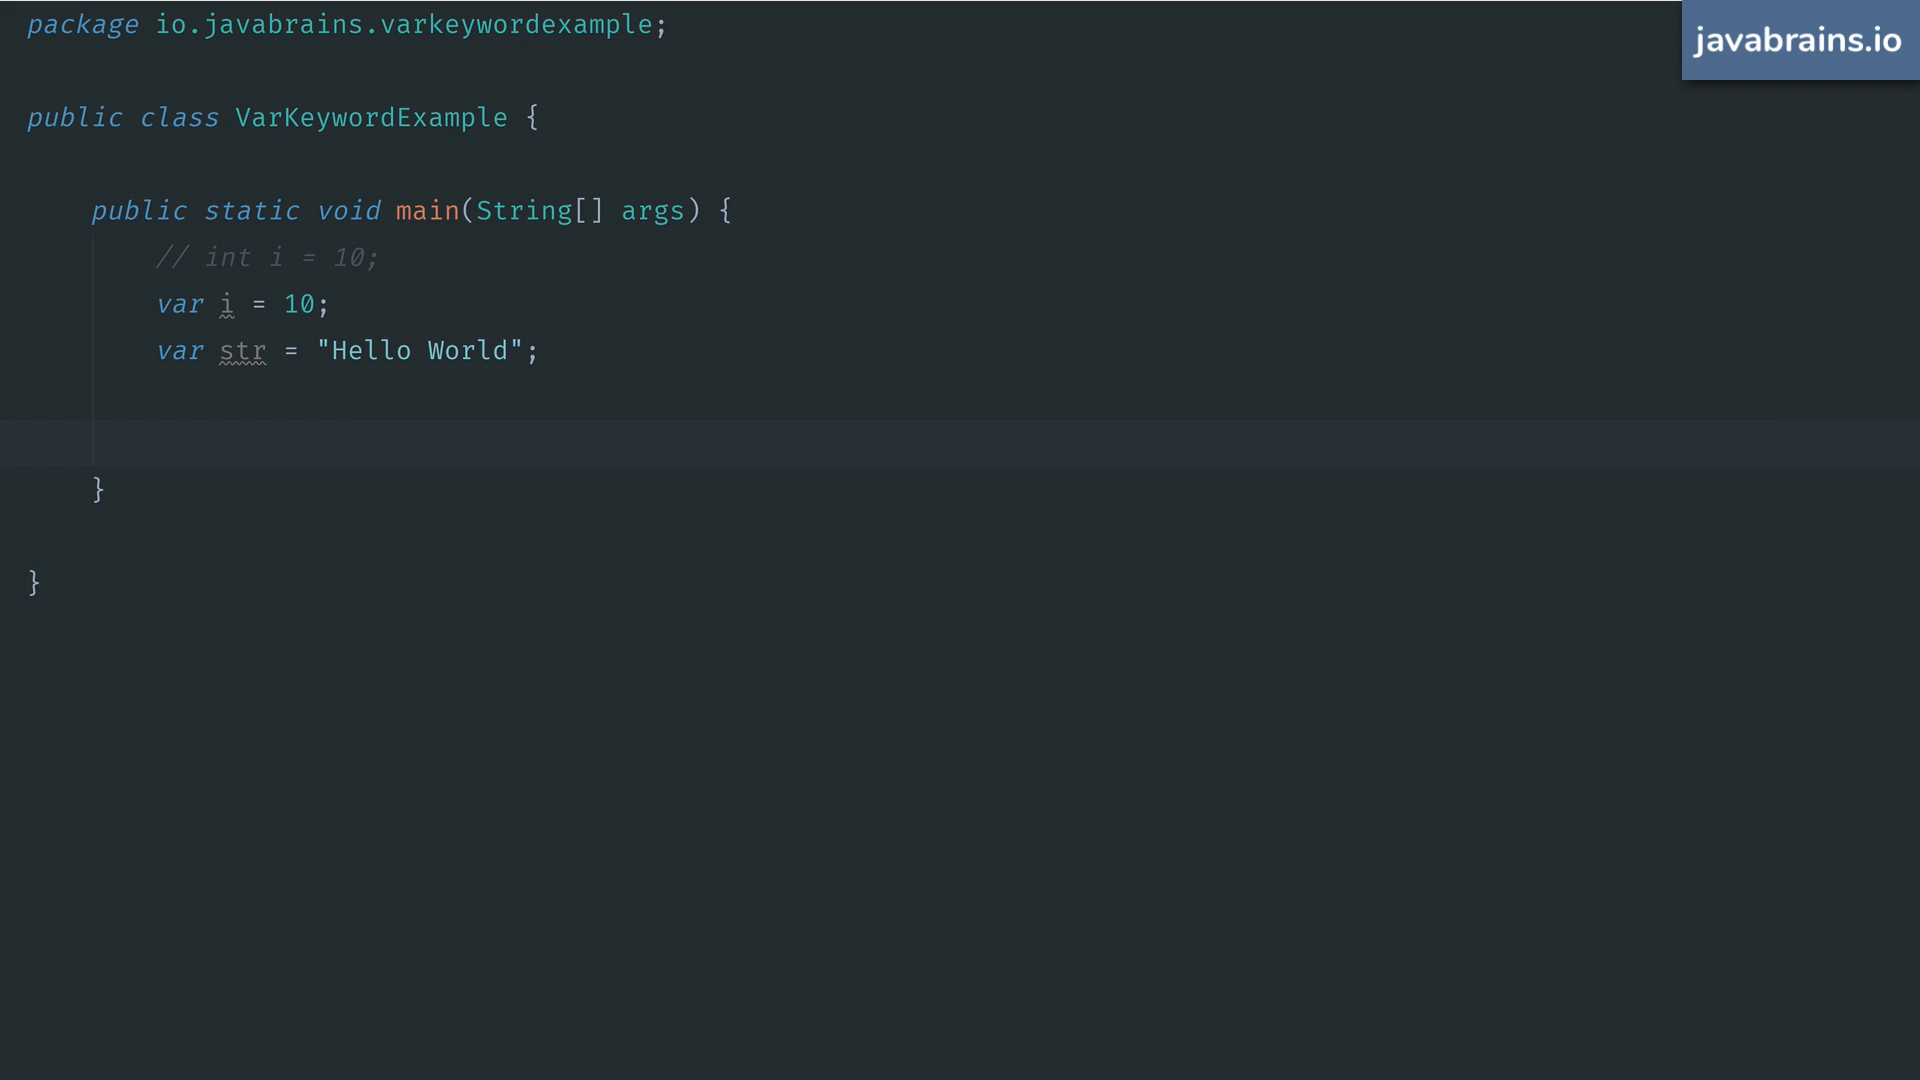 package io.javabrains.varkeywordexample;
javabrains.io
public class VarKeywordExample {
public static void main(String[] args) {
// int i = 10;
var i = 10;
var str = "Hello World";
}
}